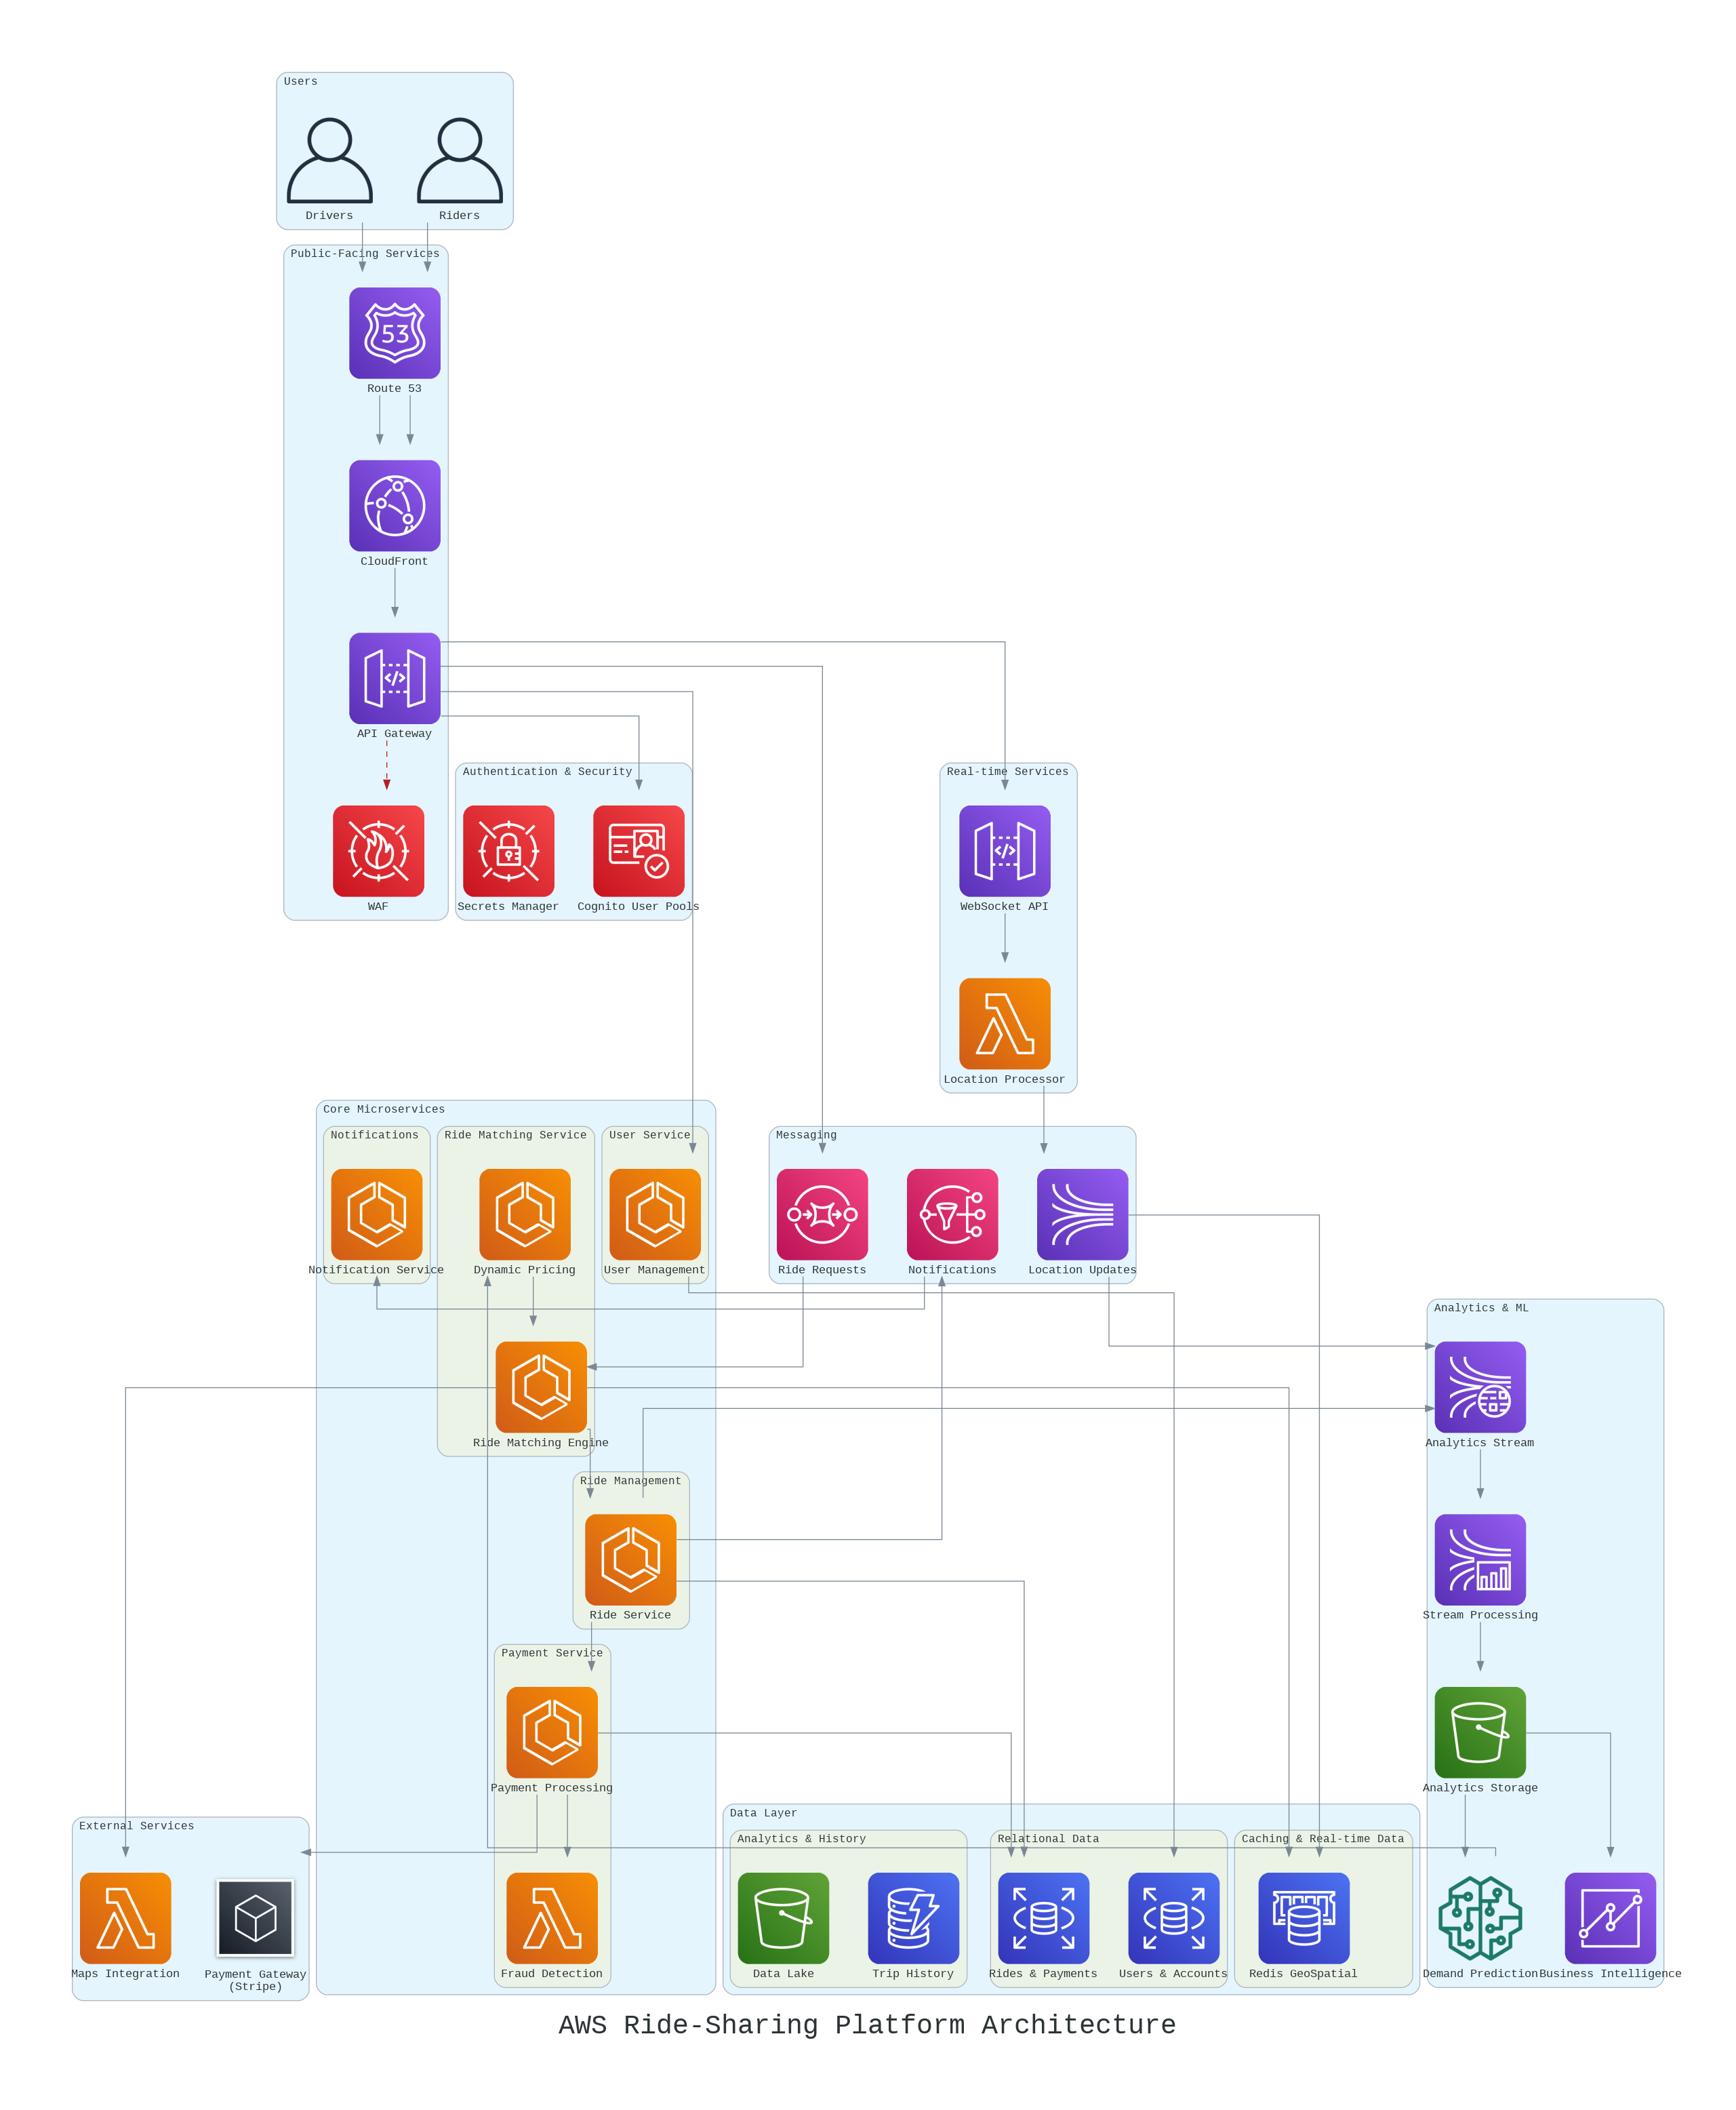 Users
Drivers
Riders
Public-Facing Services
53
Route 53
CloudFront
API Gateway
WAF
Authentication & Security
Secrets Manager
Cognito User Pools
Real-time Services
WebSocket API
Location Processor
Core Microservices
Notifications
Notification Service
Ride Matching Service
Dynamic Pricing
Ride Matching Engine
User Service
User Management
Messaging
Ride Requests
Notifications
Location Updates
Ride Management
Ride Service
Payment Service
Payment Processing
Fraud Detection
Analytics & ML
Analytics Stream
Stream Processing
Analytics Storage
Demand Prediction
Business Intelligence
External Services
Maps Integration
Payment Gateway
(Stripe)
Data Layer
Analytics & History
Data Lake
Trip History
Relational Data
Rides & Payments
Users & Accounts
Caching & Real-time Data
Redis GeoSpatial
AWS Ride-Sharing Platform Architecture